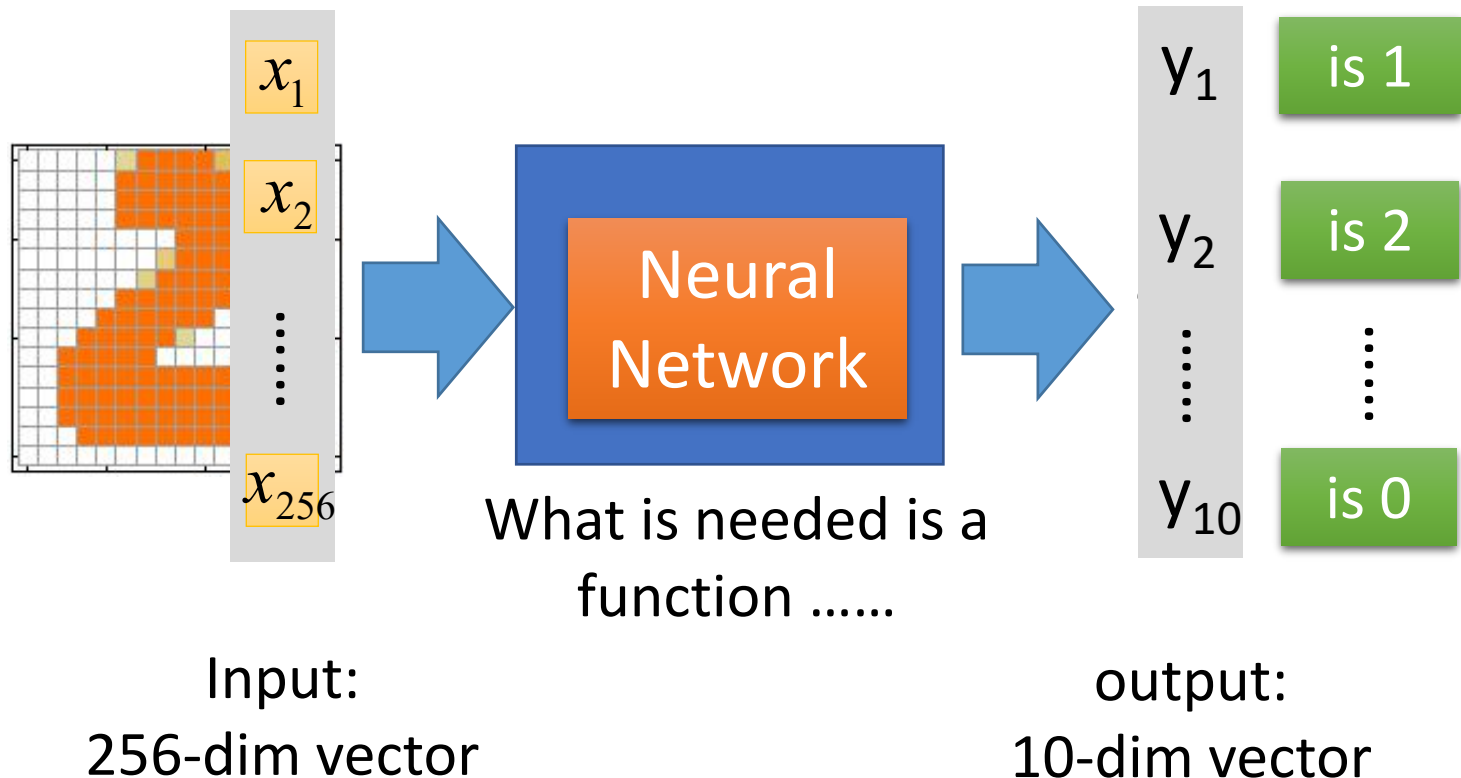 x₁
x₂
⋮
x₂₅₆
Neural
Network
What is needed is a
function ……
y₁
y₂
⋮
y₁₀
is 1
is 2
⋮
is 0
Input:
256-dim vector
output:
10-dim vector